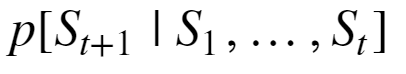 p[S_{t+1} | S_1, ..., S_t]